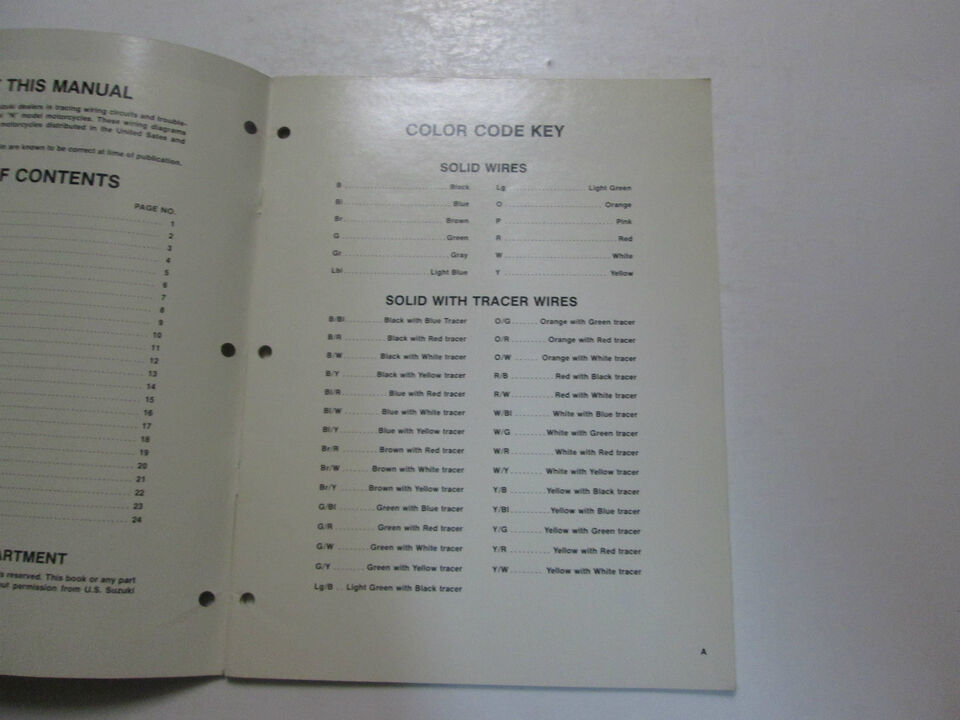 THIS MANUAL
dealers in tracing wiring circuits and trouble-
"N" model motorcycles. These wiring diagrams
motorcycles distributed in the United Sates and
are known to be correct at time of publication.
F CONTENTS
PAGE NO.
1
2
3
4
5
6
7
8
9
10
11
12
13
14
15
16
17
18
19
20
21
22
23
24
ARTMENT
s reserved. This book or any part
out permission from U.S. Suzuki
COLOR CODE KEY
SOLID WIRES
B Black
Bl Blue
Br Brown
G Green
Gr Gray
Lbl Light Blue
Lg Light Green
O Orange
P Pink
R Red
W White
Y Yellow
SOLID WITH TRACER WIRES
B/Bl Black with Blue Tracer
B/R Black with Red tracer
B/W Black with White tracer
B/Y Black with Yellow tracer
Bl/R Blue with Red tracer
Bl/W Blue with White tracer
Bl/Y Blue with Yellow tracer
Br/R Brown with Red tracer
Br/W Brown with White tracer
Br/Y Brown with Yellow tracer
G/Bl Green with Blue tracer
G/R Green with Red tracer
G/W Green with White tracer
G/Y Green with Yellow tracer
Lg/B Light Green with Black tracer
O/G Orange with Green tracer
O/R Orange with Red tracer
O/W Orange with White tracer
R/B Red with Black tracer
R/W Red with White tracer
W/Bl White with Blue tracer
W/G White with Green tracer
W/R White with Red tracer
W/Y White with Yellow tracer
Y/B Yellow with Black tracer
Y/Bl Yellow with Blue tracer
Y/G Yellow with Green tracer
Y/R Yellow with Red tracer
Y/W Yellow with White tracer
A